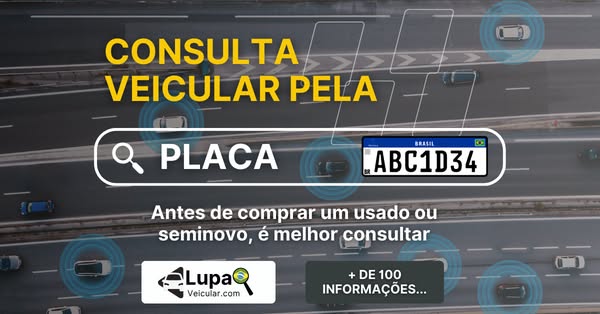 CONSULTA
VEICULAR PELA
PLACA
BRASIL
BR
ABC1D34
Antes de comprar um usado ou
seminovo, é melhor consultar
Lupa
Veicular.com
+ DE 100
INFORMAÇÕES...